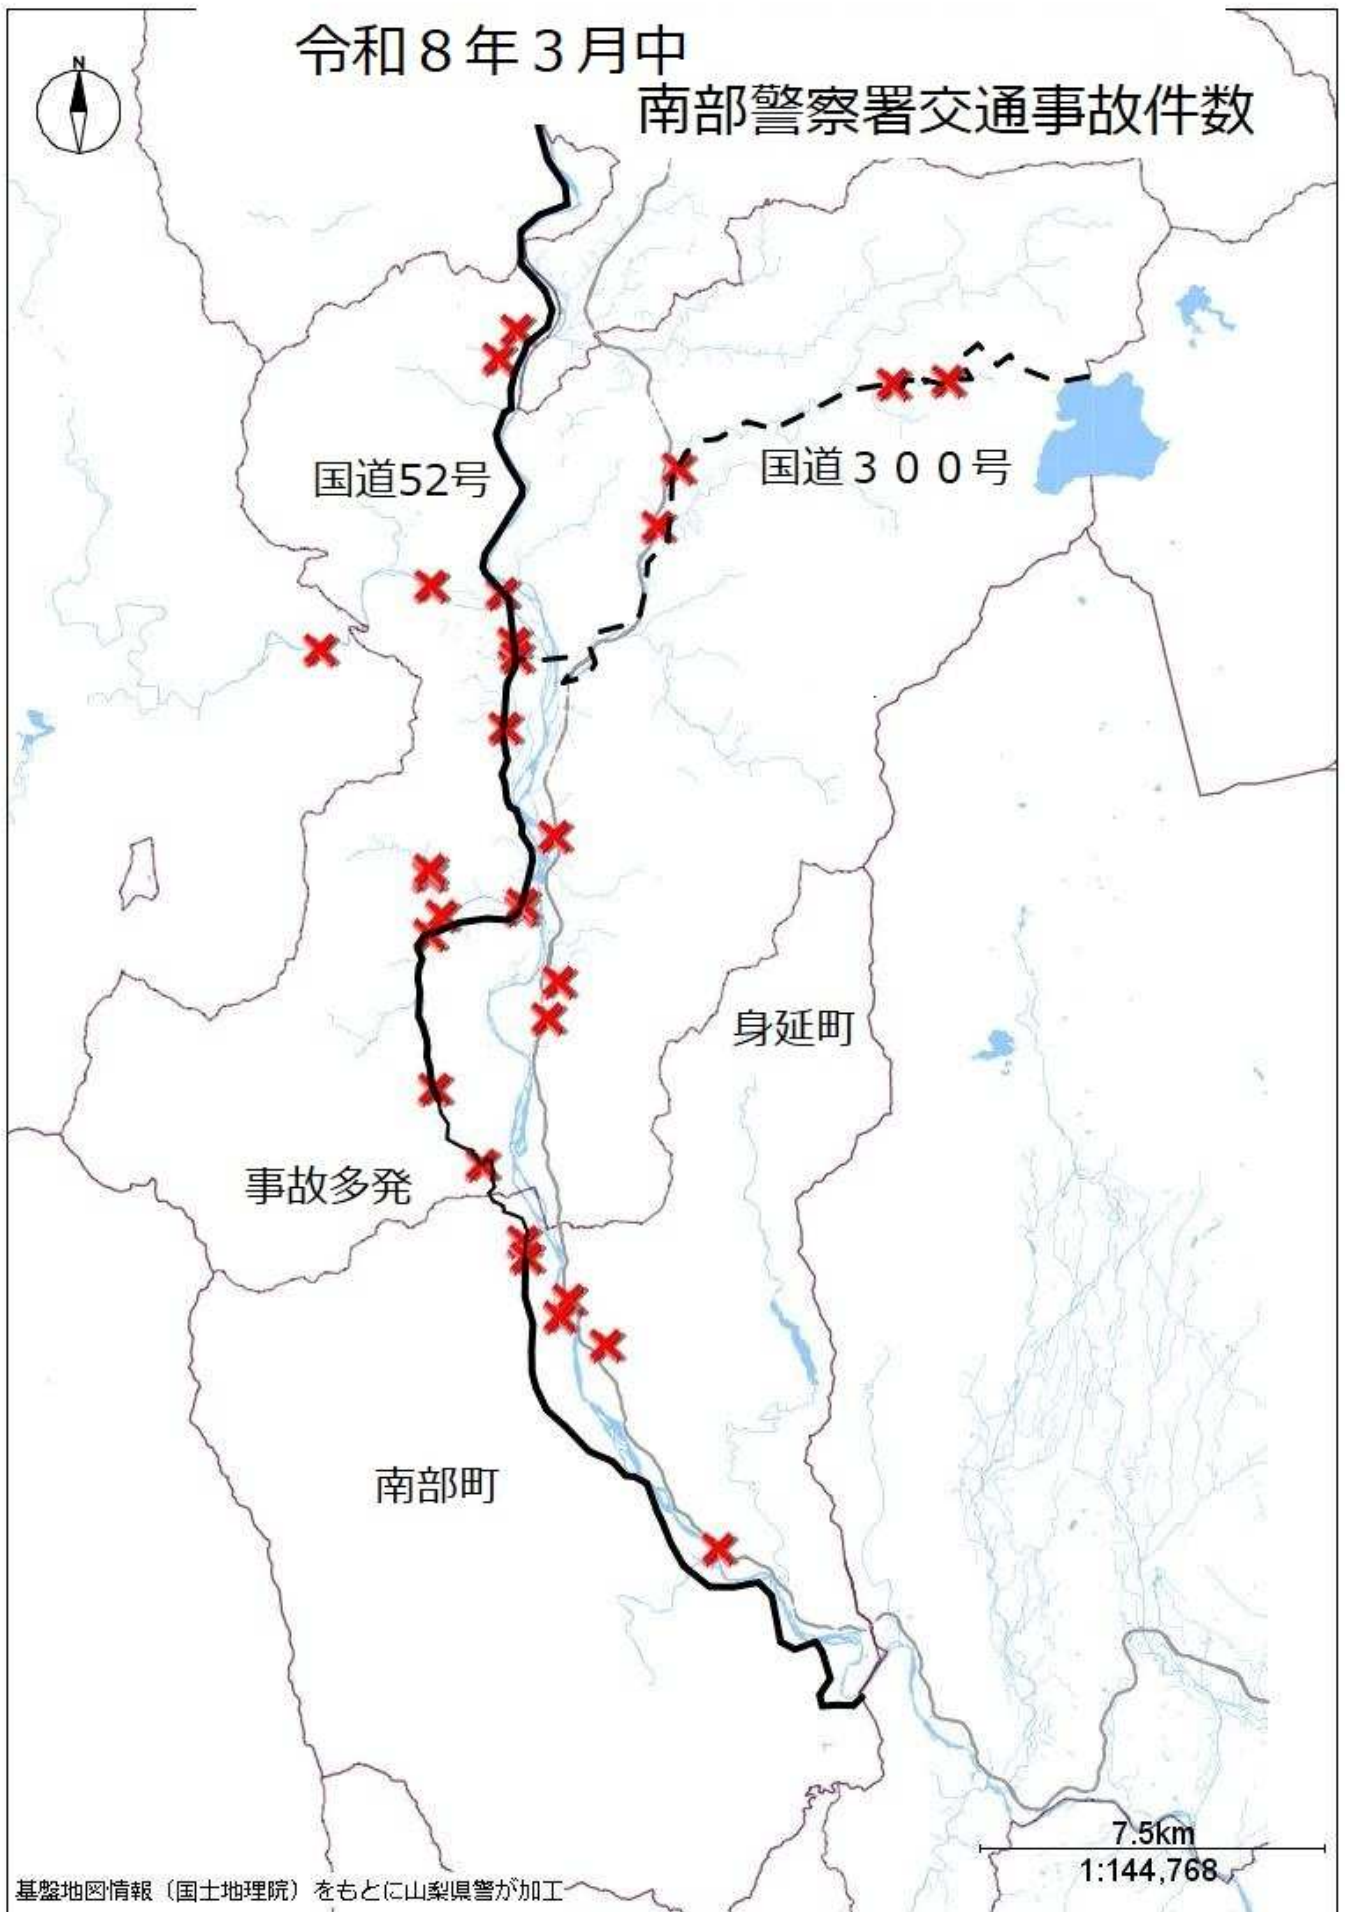 令和８年３月中
南部警察署交通事故件数
N
国道52号
国道３００号
身延町
事故多発
南部町
7.5km
1:144,768
基盤地図情報（国土地理院）をもとに山梨県警が加工